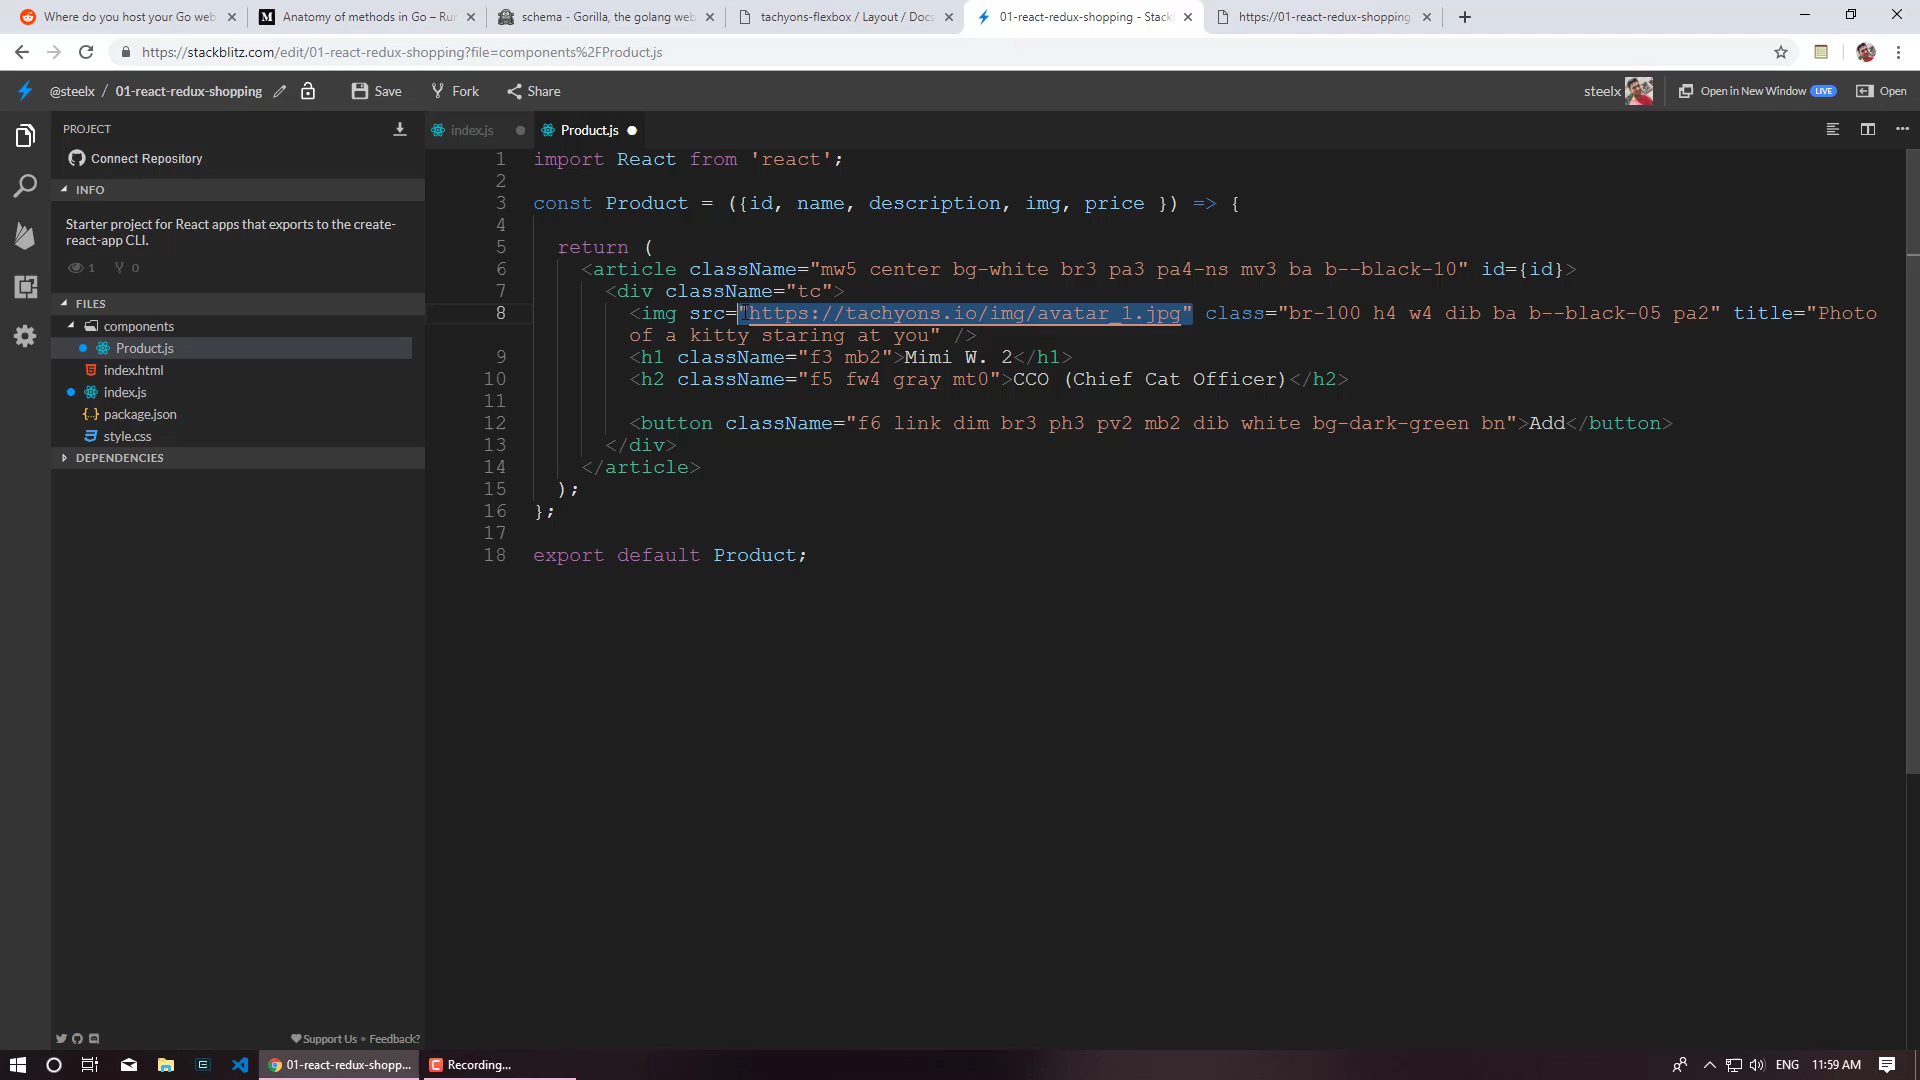 Where do you host your Go web
Anatomy of methods in Go – Run
schema - Gorilla, the golang web
tachyons-flexbox / Layout / Docs
01-react-redux-shopping - Stack
https://01-react-redux-shopping
https://stackblitz.com/edit/01-react-redux-shopping?file=components%2FProduct.js
@steelx / 01-react-redux-shopping
Save
Fork
Share
steelx
Open in New Window LIVE
Open
PROJECT
Connect Repository
INFO
Starter project for React apps that exports to the create-
react-app CLI.
1 0
FILES
components
Product.js
index.html
index.js
package.json
style.css
DEPENDENCIES
index.js
Product.js
1 import React from 'react';
2
3 const Product = ({id, name, description, img, price }) => {
4
5 return (
6 <article className="mw5 center bg-white br3 pa3 pa4-ns mv3 ba b--black-10" id={id}>
7 <div className="tc">
8 <img src="https://tachyons.io/img/avatar_1.jpg" class="br-100 h4 w4 dib ba b--black-05 pa2" title="Photo
of a kitty staring at you" />
9 <h1 className="f3 mb2">Mimi W. 2</h1>
10 <h2 className="f5 fw4 gray mt0">CCO (Chief Cat Officer)</h2>
11
12 <button className="f6 link dim br3 ph3 pv2 mb2 dib white bg-dark-green bn">Add</button>
13 </div>
14 </article>
15 );
16 };
17
18 export default Product;
Support Us • Feedback?
01-react-redux-shopp...
Recording...
ENG
11:59 AM